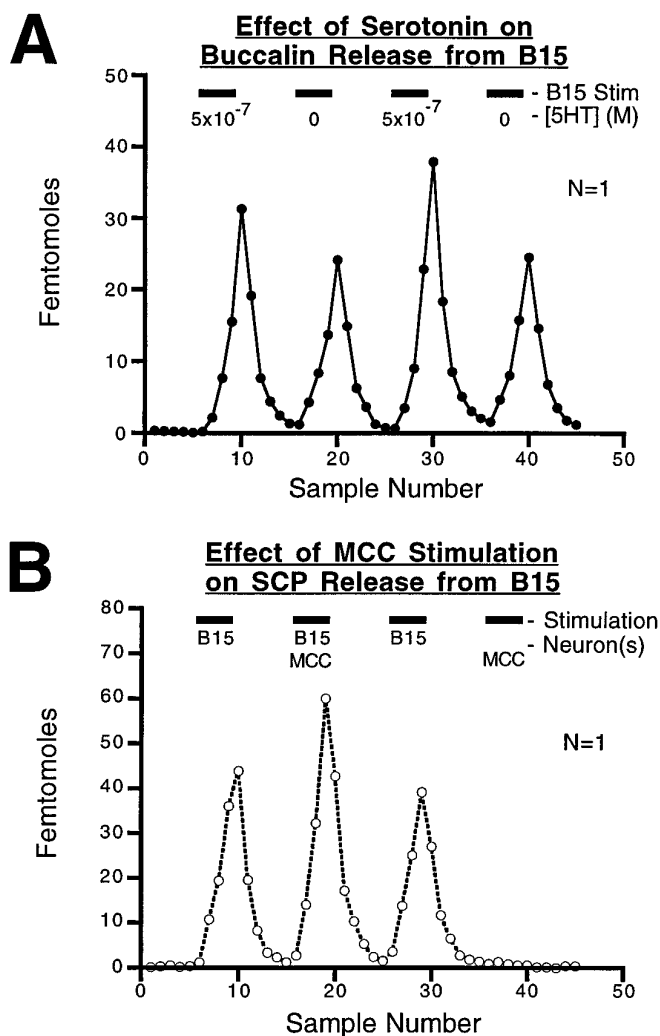 A
Effect of Serotonin on
Buccalin Release from B15
50
40
30
20
10
0
Femtomoles
5x10⁻⁷ 0 5x10⁻⁷ 0
- B15 Stim
- [5HT] (M)
N=1
0 10 20 30 40 50
Sample Number
B
Effect of MCC Stimulation
on SCP Release from B15
80
70
60
50
40
30
20
10
0
Femtomoles
- Stimulation
B15 B15 B15 - Neuron(s)
MCC MCC
N=1
0 10 20 30 40 50
Sample Number